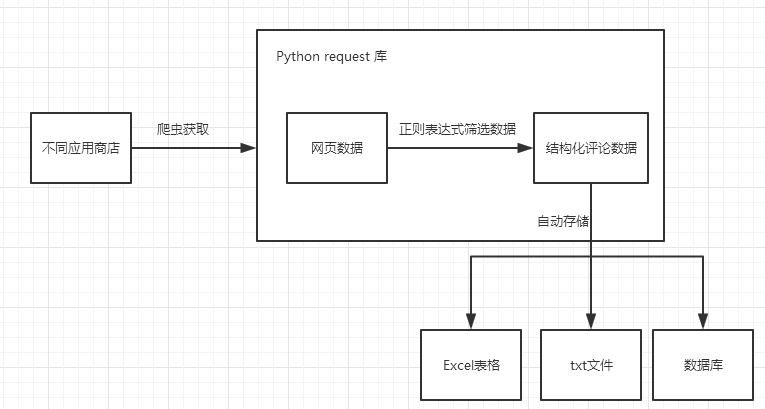 Python request 库
不同应用商店
爬虫获取
网页数据
正则表达式筛选数据
结构化评论数据
自动存储
Excel表格
txt文件
数据库